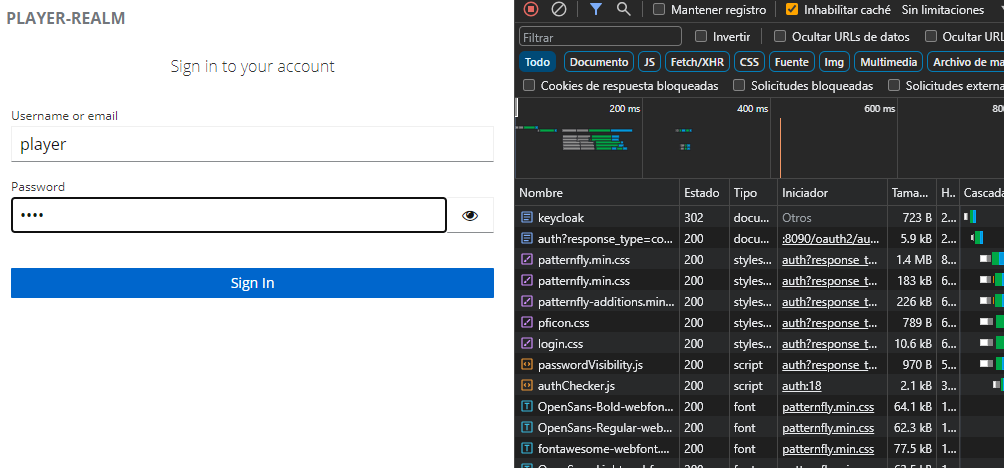 PLAYER-REALM
Sign in to your account
Username or email
player
Password
••••
Sign In
Mantener registro
Inhabilitar caché
Sin limitaciones
Filtrar
Invertir
Ocultar URLs de datos
Ocultar URL
Todo
Documento
JS
Fetch/XHR
CSS
Fuente
Img
Multimedia
Archivo de ma
Cookies de respuesta bloqueadas
Solicitudes bloqueadas
Solicitudes externa
200 ms
400 ms
600 ms
80
Nombre Estado Tipo Iniciador Tama... H.. Cascada
keycloak 302 docu... Otros 723 B 2...
auth?response_type=co... 200 docu... :8090/oauth2/au... 5.9 kB 2...
patternfly.min.css 200 styles... auth?response_t... 1.4 MB 8...
patternfly.min.css 200 styles... auth?response_t... 183 kB 6...
patternfly-additions.min... 200 styles... auth?response_t... 226 kB 6...
pficon.css 200 styles... auth?response_t... 789 B 6...
login.css 200 styles... auth?response_t... 10.6 kB 6...
passwordVisibility.js 200 script auth?response_t... 970 B 5...
authChecker.js 200 script auth:18 2.1 kB 3...
OpenSans-Bold-webfon... 200 font patternfly.min.css 64.1 kB 1...
OpenSans-Regular-web... 200 font patternfly.min.css 62.3 kB 1...
fontawesome-webfont.... 200 font patternfly.min.css 77.5 kB 1...